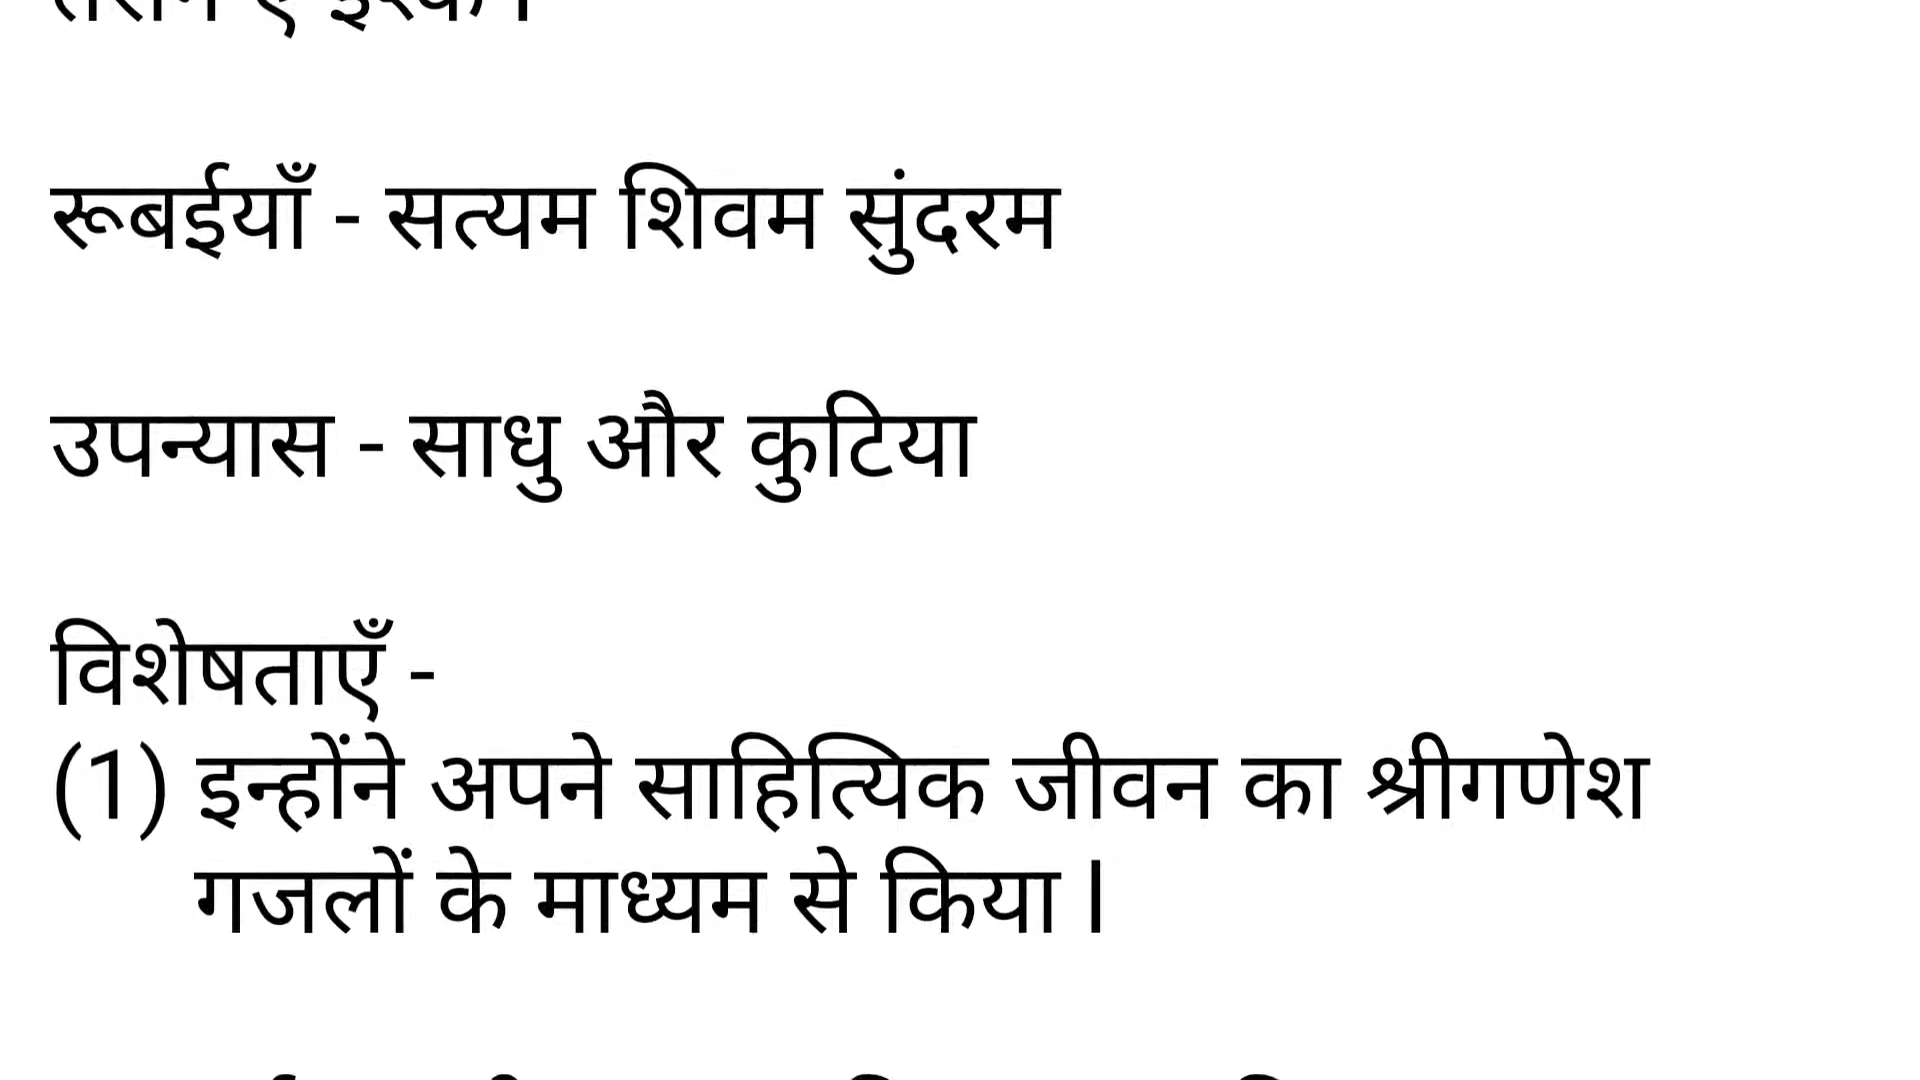 रूबईयाँ - सत्यम शिवम सुंदरम
उपन्यास - साधु और कुटिया
विशेषताएँ -
(1) इन्होंने अपने साहित्यिक जीवन का श्रीगणेश
गजलों के माध्यम से किया l